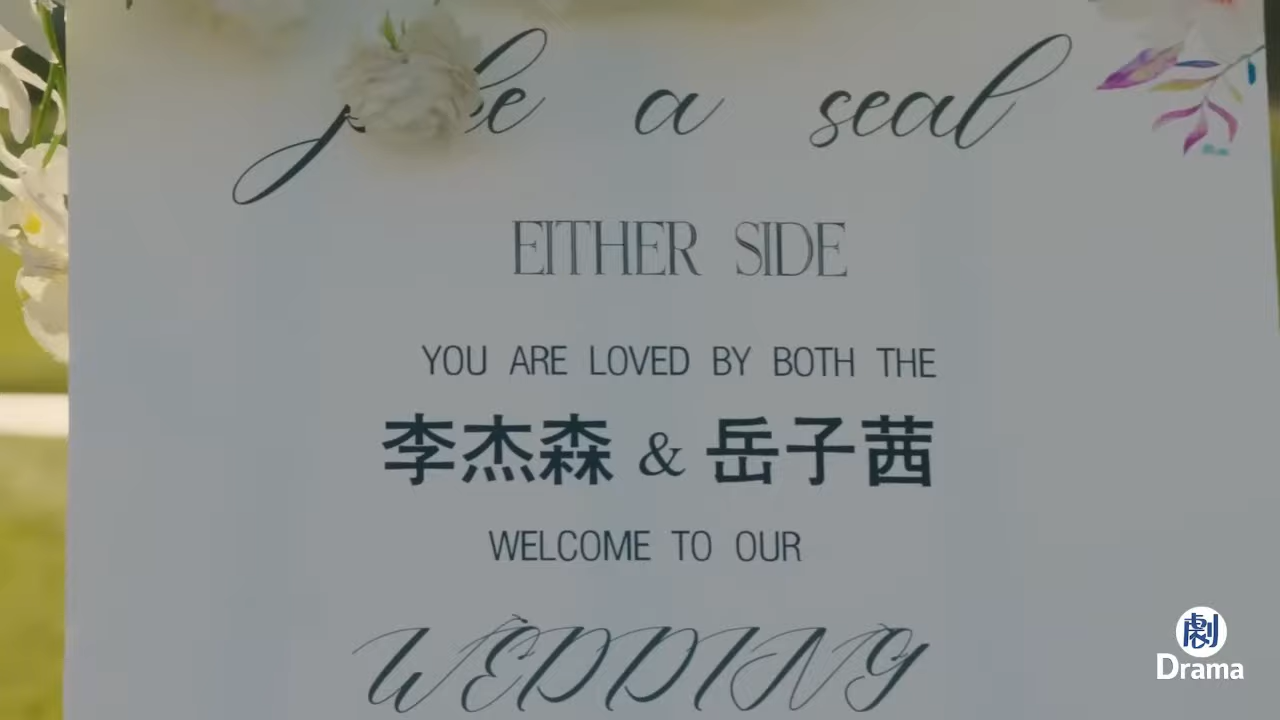 a seal
EITHER SIDE
YOU ARE LOVED BY BOTH THE
李杰森 & 岳子茜
WELCOME TO OUR
WEDDING
劇
Drama